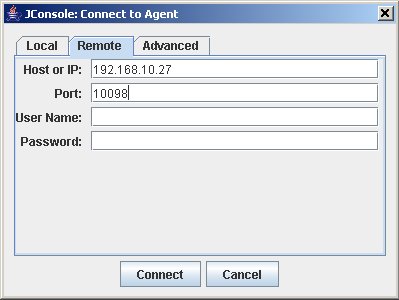 JConsole: Connect to Agent
Local Remote Advanced
Host or IP: 192.168.10.27
Port: 10098
User Name:
Password:
Connect Cancel